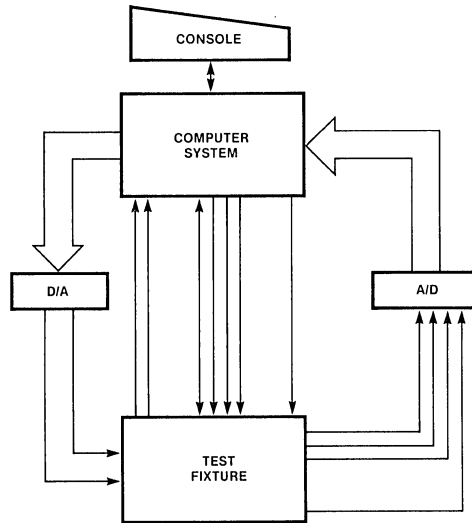 CONSOLE
COMPUTER
SYSTEM
D/A
A/D
TEST
FIXTURE